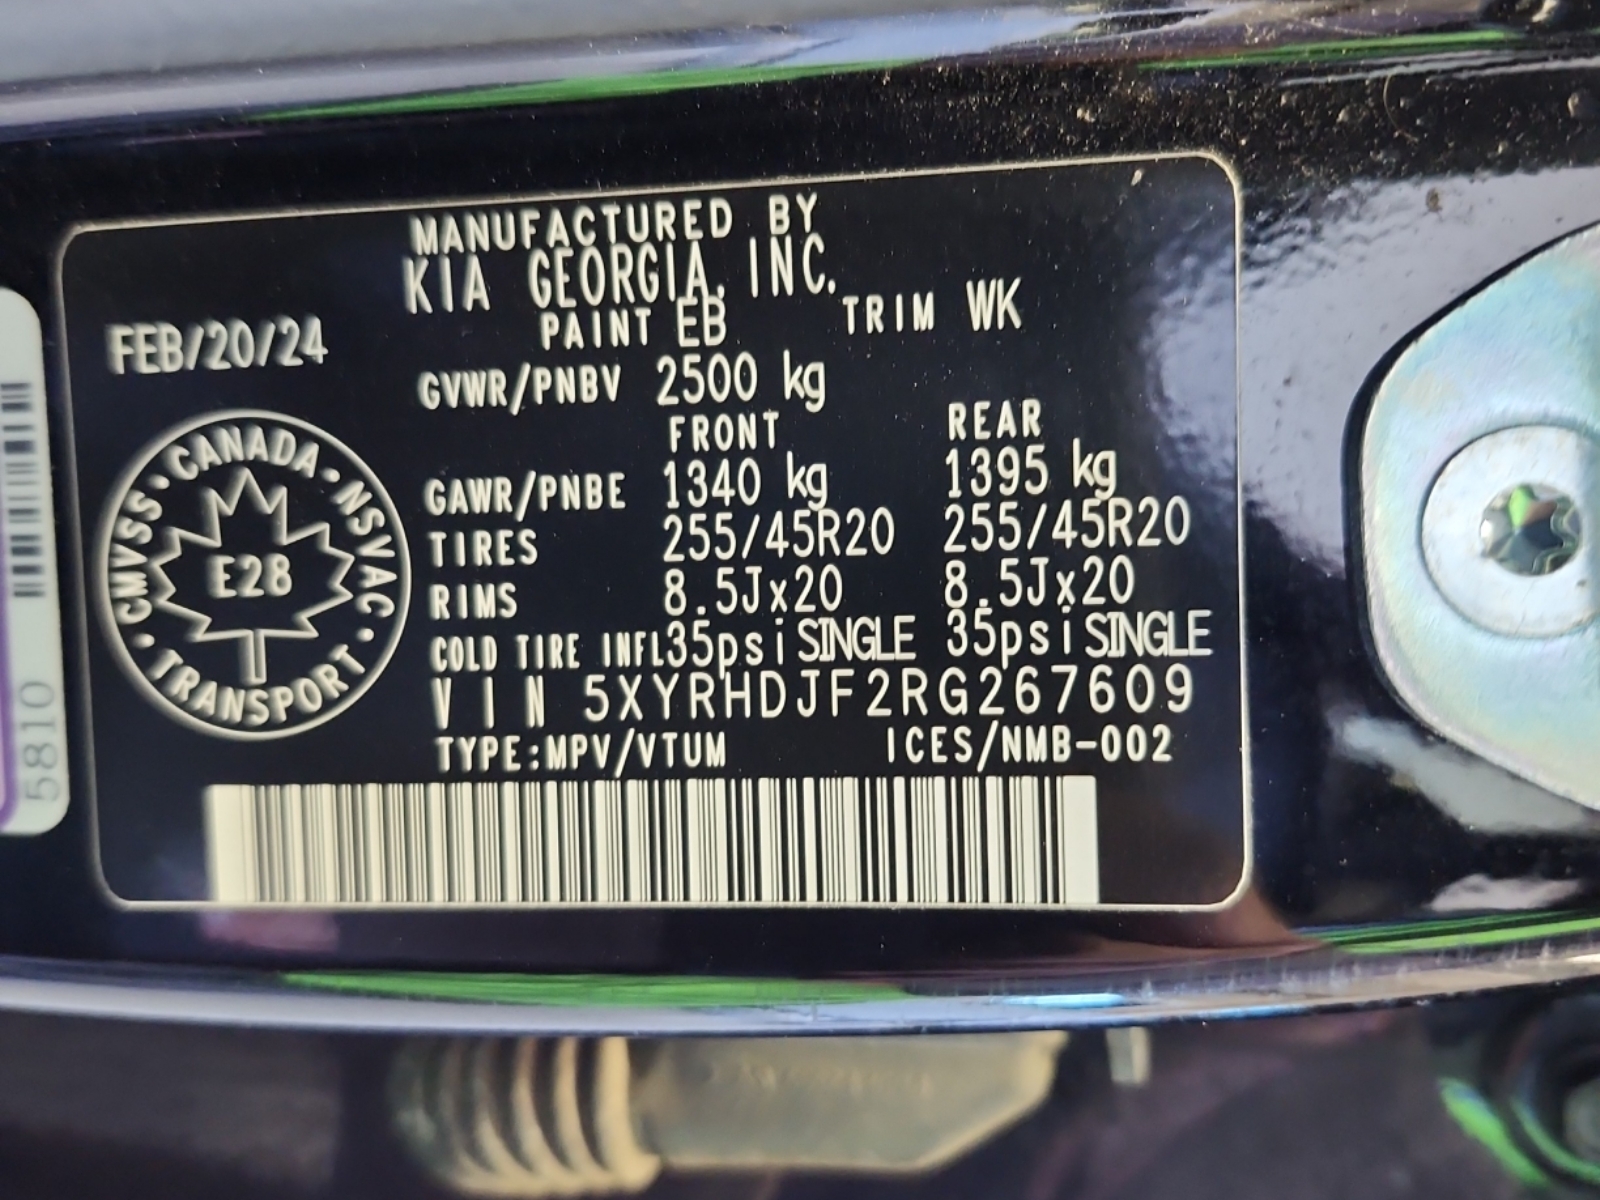 MANUFACTURED BY
KIA GEORGIA, INC.
PAINT EB TRIM WK
FEB/20/24
GVWR/PNBV 2500 kg
FRONT REAR
GAWR/PNBE 1340 kg 1395 kg
TIRES 255/45R20 255/45R20
RIMS 8.5Jx20 8.5Jx20
COLD TIRE INFL35psi SINGLE 35psi SINGLE
VIN 5XYRHDJF2RG267609
TYPE:MPV/VTUM ICES/NMB-002
CMVSS • CANADA • NSVAC •
E28
• TRANSPORT
5810